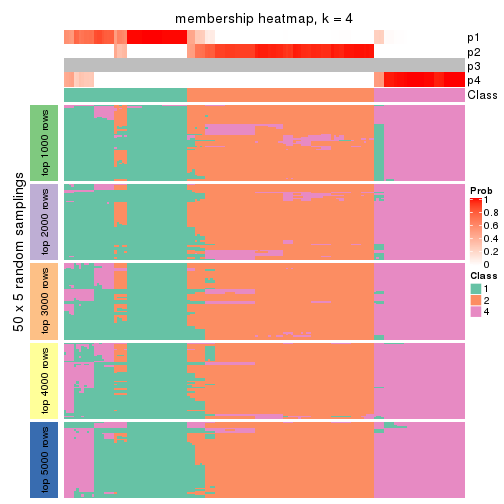 membership heatmap, k = 4
p1
p2
p3
p4
Class
50 x 5 random samplings
top 1000 rows
top 2000 rows
top 3000 rows
top 4000 rows
top 5000 rows
Prob
1
0.8
0.6
0.4
0.2
0
Class
1
2
4